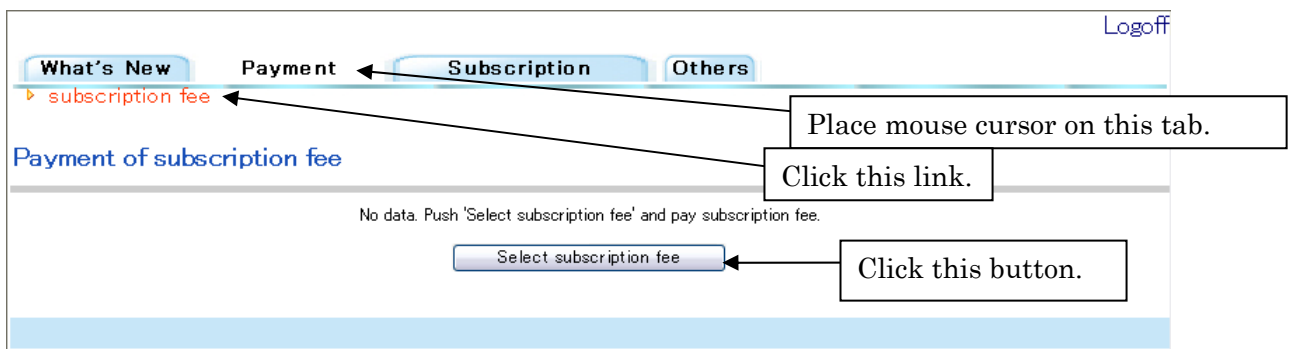 Logoff
What's New Payment Subscription Others
subscription fee
Place mouse cursor on this tab.
Payment of subscription fee
Click this link.
No data. Push 'Select subscription fee' and pay subscription fee.
Select subscription fee
Click this button.